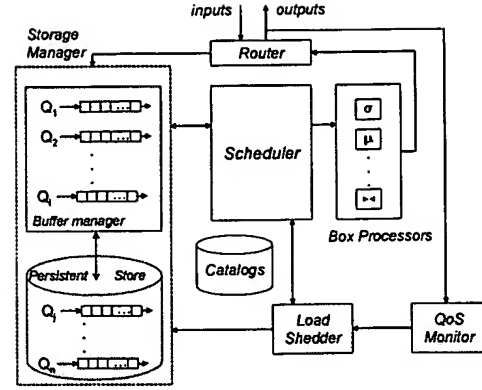 inputs outputs
Storage
Manager
Router
Q1
Q2
Qi
Buffer manager
Scheduler
σ
μ
Box Processors
Persistent Store
Qj
Qn
Catalogs
Load
Shedder
QoS
Monitor